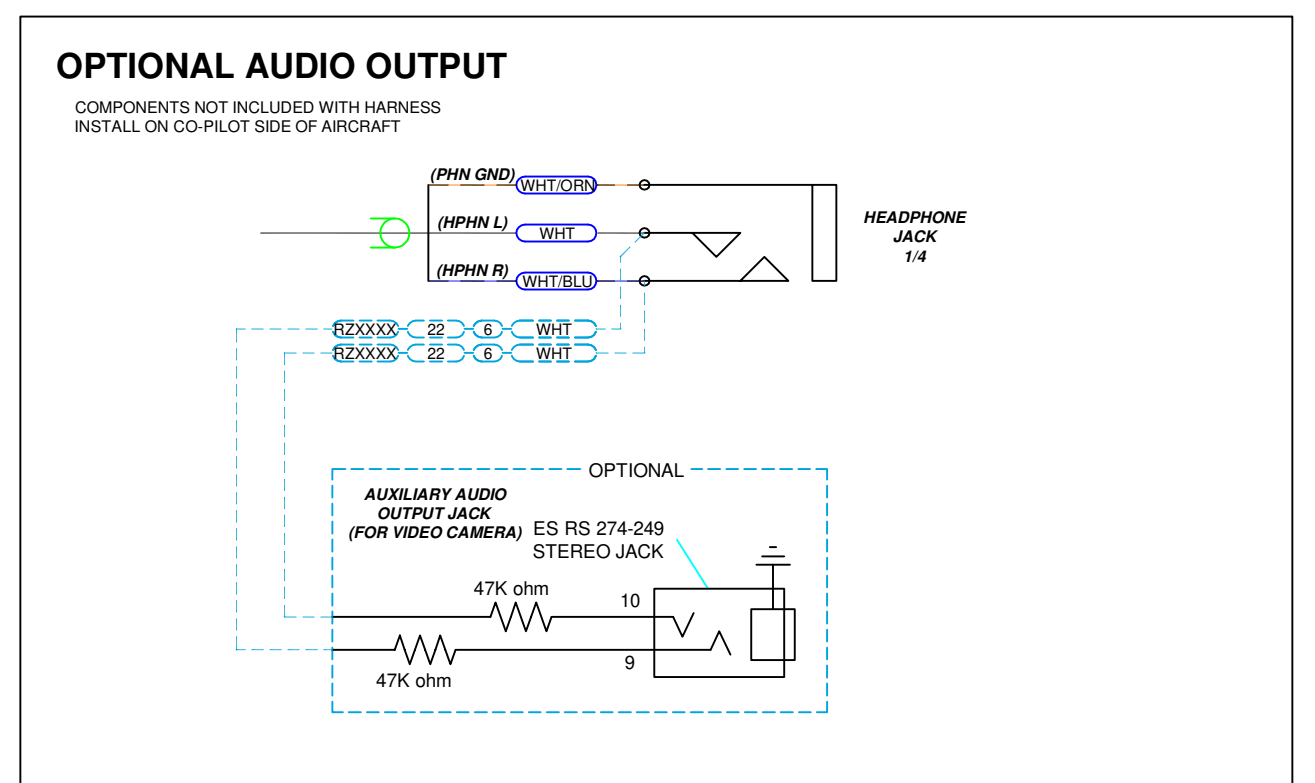 OPTIONAL AUDIO OUTPUT
COMPONENTS NOT INCLUDED WITH HARNESS
INSTALL ON CO-PILOT SIDE OF AIRCRAFT
(PHN GND) WHT/ORN
(HPHN L) WHT
(HPHN R) WHT/BLU
HEADPHONE
JACK
1/4
RZXXXX 22 6 WHT
RZXXXX 22 6 WHT
OPTIONAL
AUXILIARY AUDIO
OUTPUT JACK
(FOR VIDEO CAMERA)
ES RS 274-249
STEREO JACK
47K ohm
10
9
47K ohm